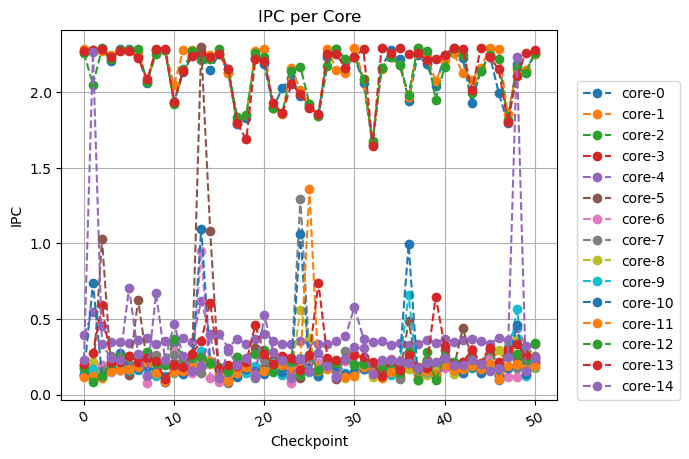 IPC per Core
IPC
2.0
1.5
1.0
0.5
0.0
0
10
20
30
40
50
Checkpoint
core-0
core-1
core-2
core-3
core-4
core-5
core-6
core-7
core-8
core-9
core-10
core-11
core-12
core-13
core-14